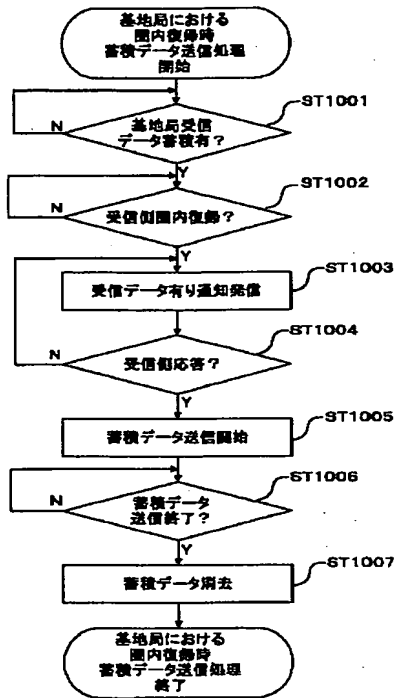 基地局における
圏内復帰時
蓄積データ送信処理
開始
ST1001
基地局受信
データ蓄積有？
N
Y
ST1002
受信側圏内復帰？
N
Y
ST1003
受信データ有り通知発信
ST1004
受信側応答？
N
Y
ST1005
蓄積データ送信開始
ST1006
蓄積データ
送信終了？
N
Y
ST1007
蓄積データ消去
基地局における
圏内復帰時
蓄積データ送信処理
終了